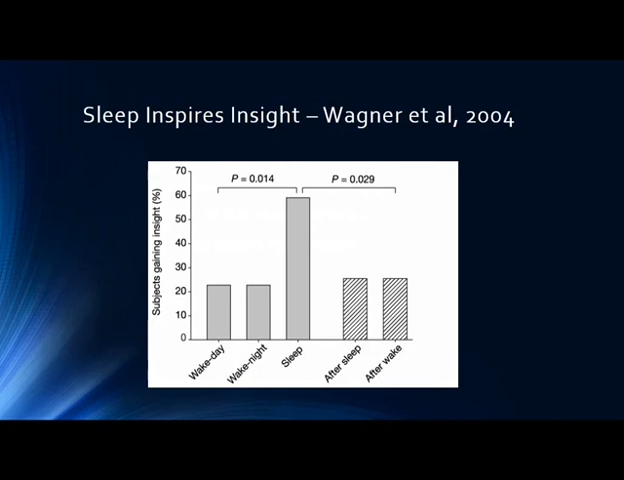 Sleep Inspires Insight – Wagner et al, 2004
P = 0.014
P = 0.029
Subjects gaining insight (%)
70
60
50
40
30
20
10
0
Wake-day
Wake-night
Sleep
After sleep
After wake